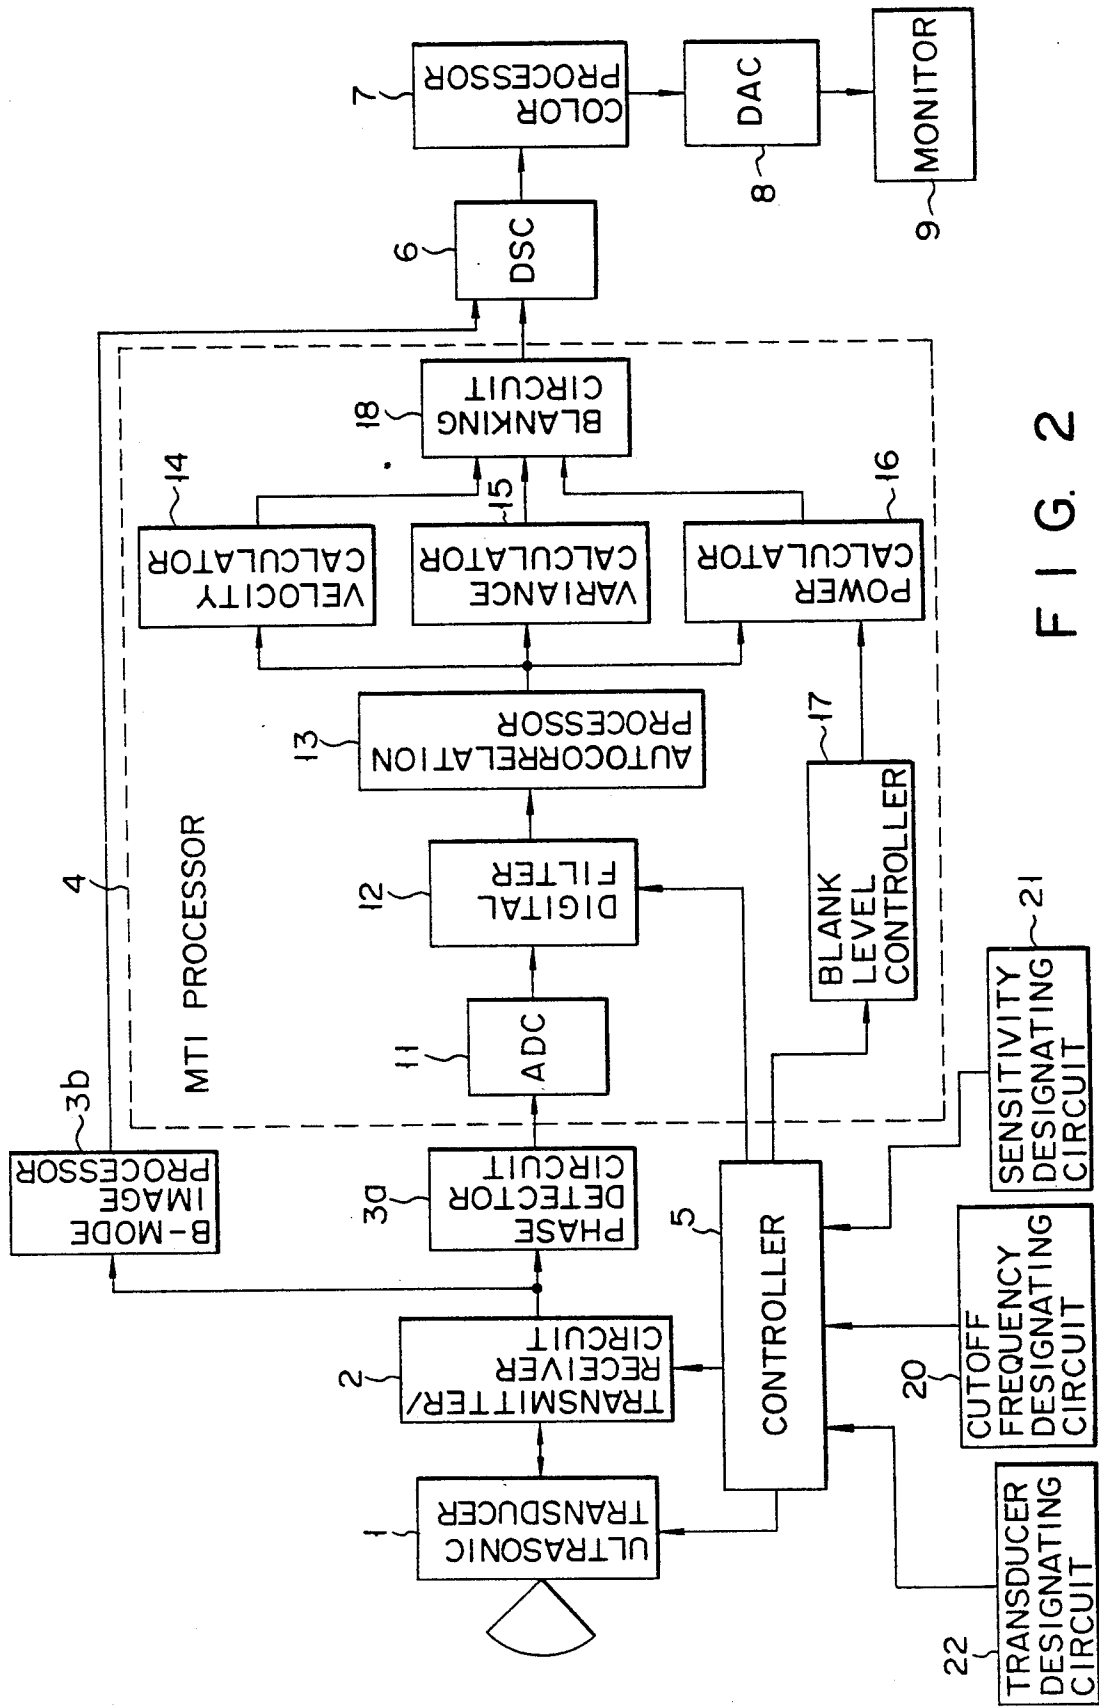 3b
B-MODE
IMAGE
PROCESSOR
4
MTI PROCESSOR
1
ULTRASONIC
TRANSDUCER
2
TRANSMITTER/
RECEIVER
CIRCUIT
3a
PHASE
DETECTOR
CIRCUIT
11
ADC
12
DIGITAL
FILTER
13
AUTOCORRELATION
PROCESSOR
14
VELOCITY
CALCULATOR
15
VARIANCE
CALCULATOR
16
POWER
CALCULATOR
17
BLANK
LEVEL
CONTROLLER
18
BLANKING
CIRCUIT
6
DSC
7
COLOR
PROCESSOR
8
DAC
9
MONITOR
5
CONTROLLER
22
TRANSDUCER
DESIGNATING
CIRCUIT
20
CUTOFF
FREQUENCY
DESIGNATING
CIRCUIT
21
SENSITIVITY
DESIGNATING
CIRCUIT
FIG. 2